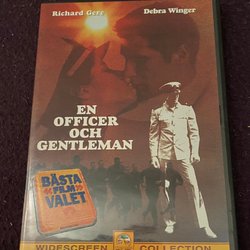 Richard Gere Debra Winger
EN
OFFICER OCH
GENTLEMAN
BÄSTA
FILM
VALET
WIDESCREEN COLLECTION